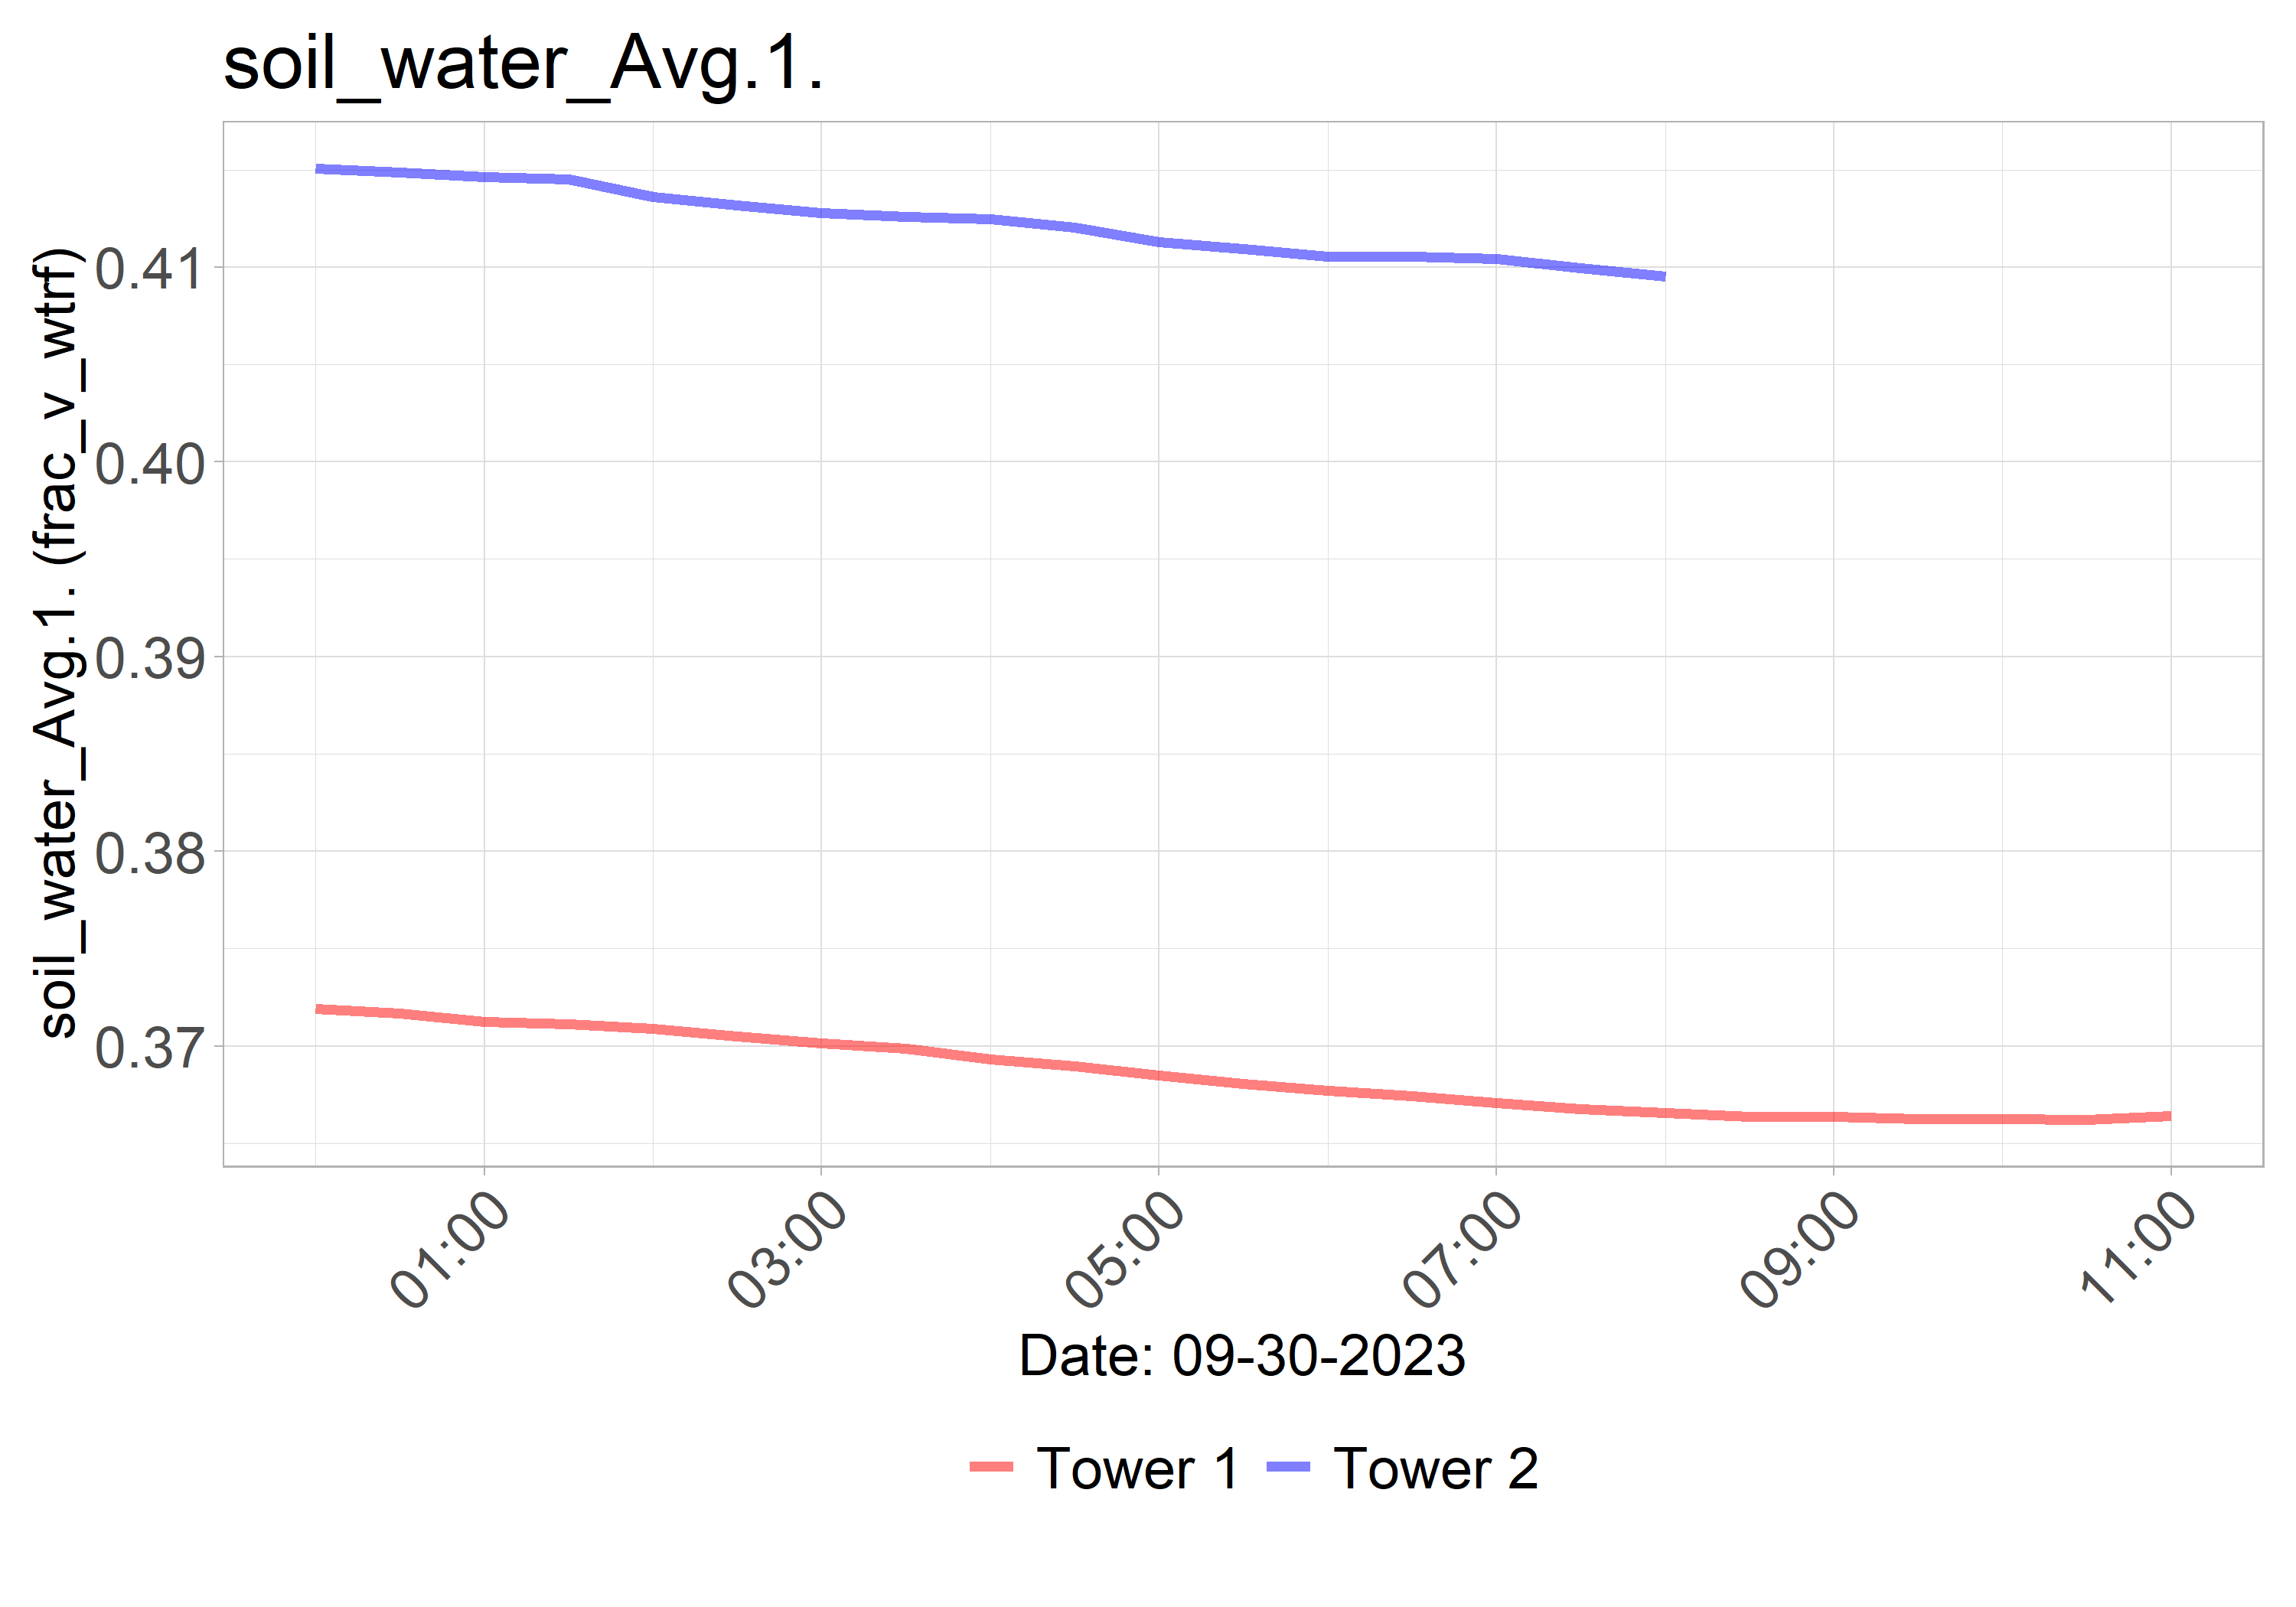 soil_water_Avg.1.
soil_water_Avg.1. (frac_v_wtrf)
0.41
0.40
0.39
0.38
0.37
01:00
03:00
05:00
07:00
09:00
11:00
Date: 09-30-2023
Tower 1
Tower 2